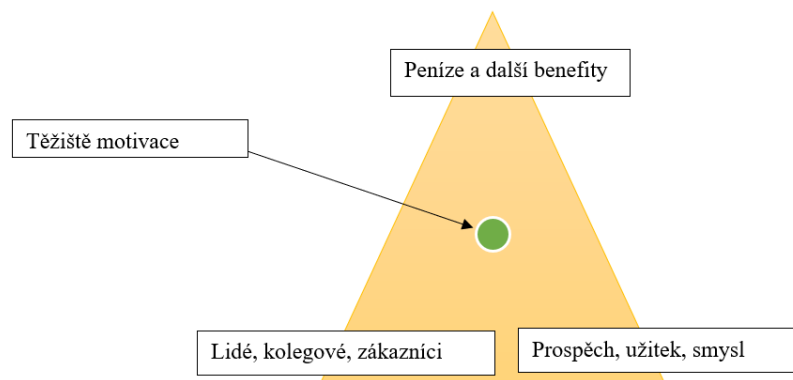 Peníze a další benefity
Těžiště motivace
Lidé, kolegové, zákazníci
Prospěch, užitek, smysl